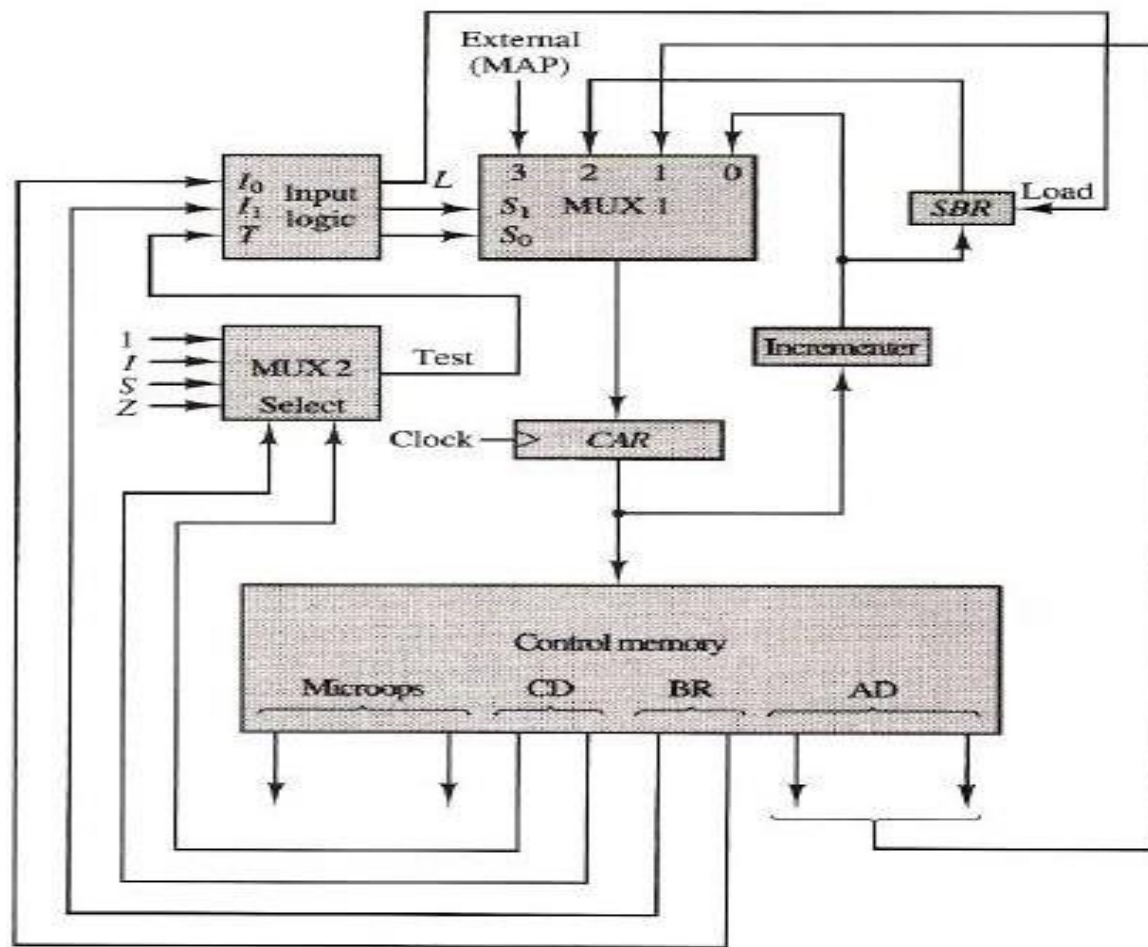 External
(MAP)
3 2 1 0
MUX 1
S₁
S₀
I₀
I₁
T
Input
logic
L
SBR
Load
Incrementer
1
I
S
Z
MUX 2
Select
Test
Clock
CAR
Control memory
Microops CD BR AD